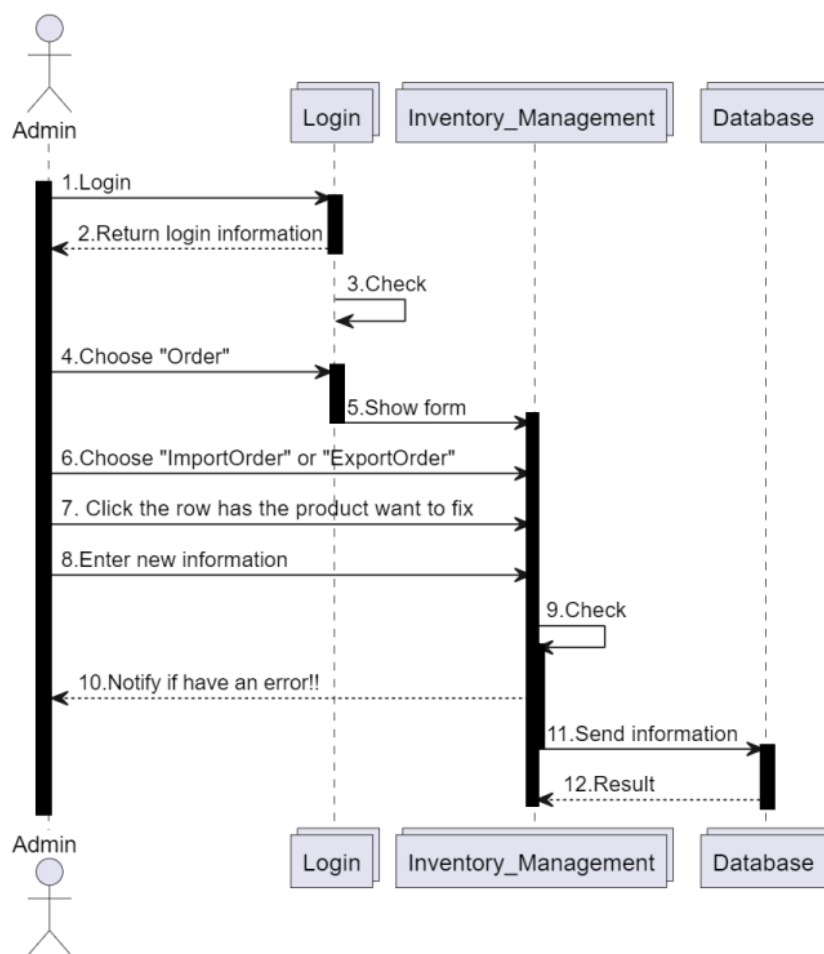 Admin
Login
Inventory_Management
Database
1.Login
2.Return login information
3.Check
4.Choose "Order"
5.Show form
6.Choose "ImportOrder" or "ExportOrder"
7. Click the row has the product want to fix
8.Enter new information
9.Check
10.Notify if have an error!!
11.Send information
12.Result
Admin
Login
Inventory_Management
Database